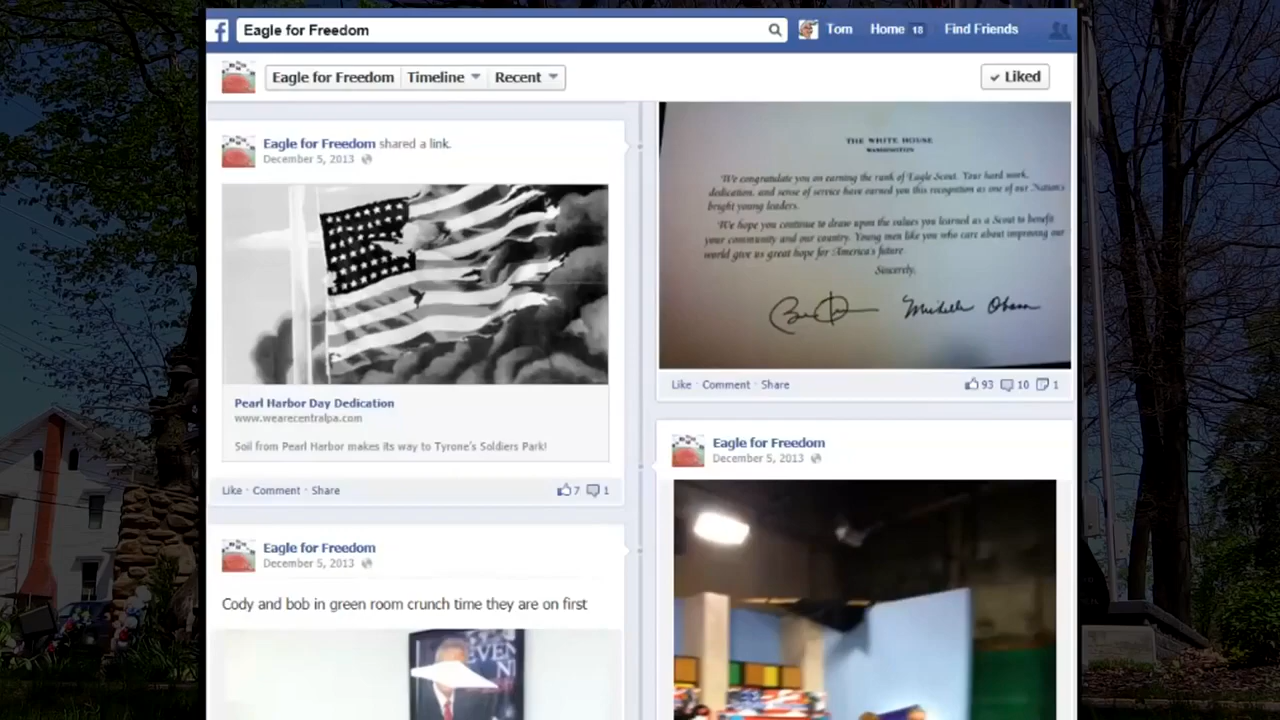 Eagle for Freedom
Tom
Home 18
Find Friends
Eagle for Freedom
Timeline
Recent
Liked
Eagle for Freedom shared a link.
December 5, 2013
Pearl Harbor Day Dedication
www.wearecentralpa.com
Soil from Pearl Harbor makes its way to Tyrone's Soldiers Park!
Like · Comment · Share
7 1
Eagle for Freedom
December 5, 2013
Cody and bob in green room crunch time they are on first
THE WHITE HOUSE
WASHINGTON
We congratulate you on earning the rank of Eagle Scout. Your hard work,
dedication, and sense of service have earned you this recognition as one of our Nation's
bright young leaders.
We hope you continue to draw upon the values you learned as a Scout to benefit
your community and our country. Young men like you who care about improving our
world give us great hope for America's future.
Sincerely,
Michelle Obama
Like · Comment · Share
93 10 1
Eagle for Freedom
December 5, 2013